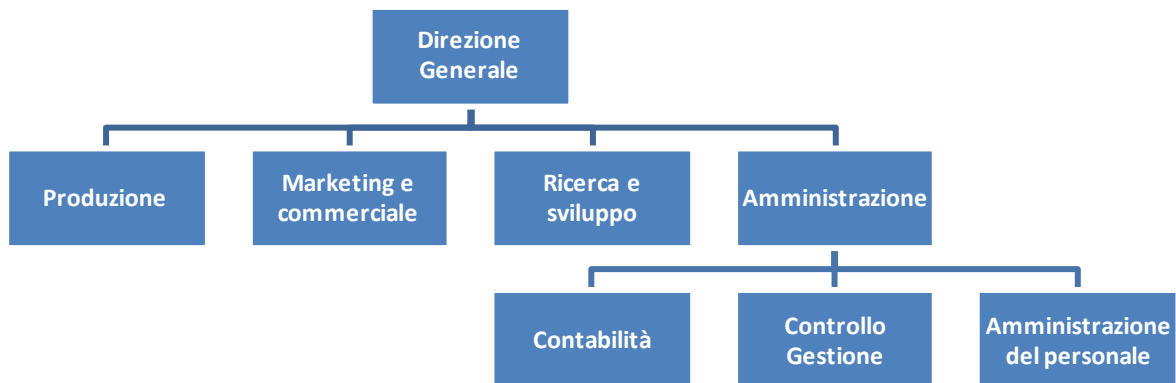 Direzione
Generale
Produzione
Marketing e
commerciale
Ricerca e
sviluppo
Amministrazione
Contabilità
Controllo
Gestione
Amministrazione
del personale